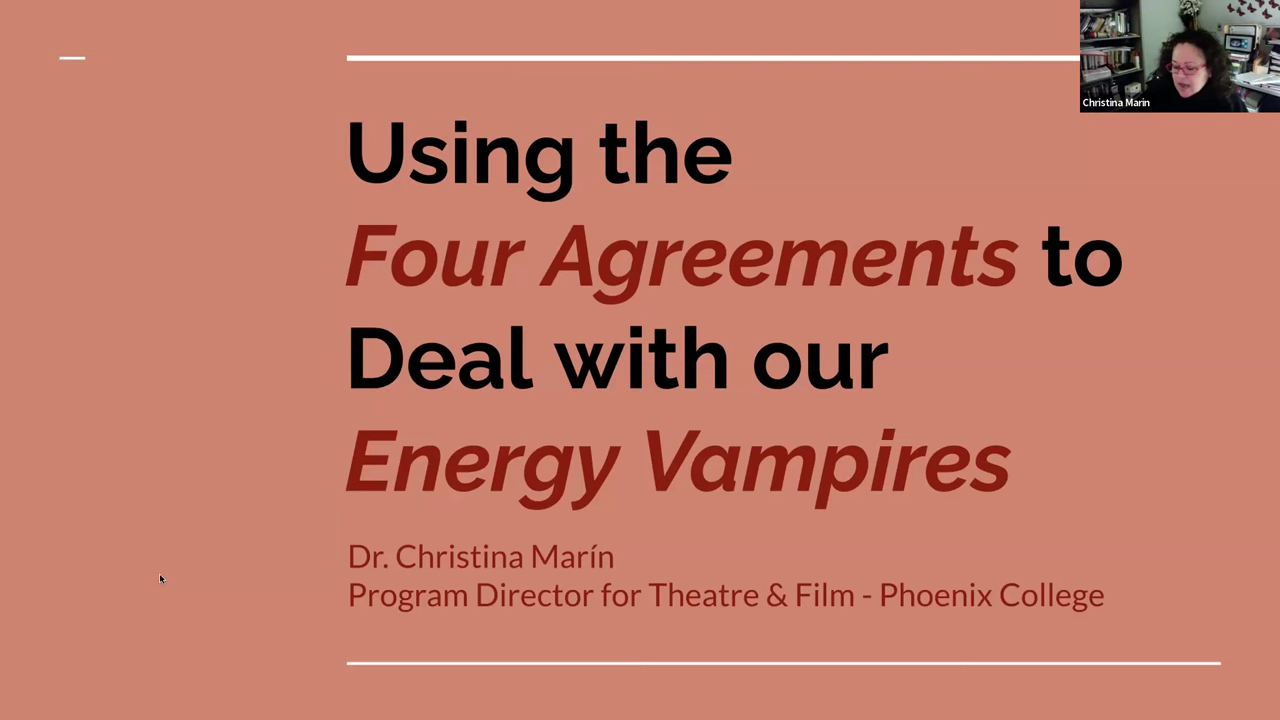 Christina Marin
Using the
Four Agreements to
Deal with our
Energy Vampires
Dr. Christina Marín
Program Director for Theatre & Film - Phoenix College